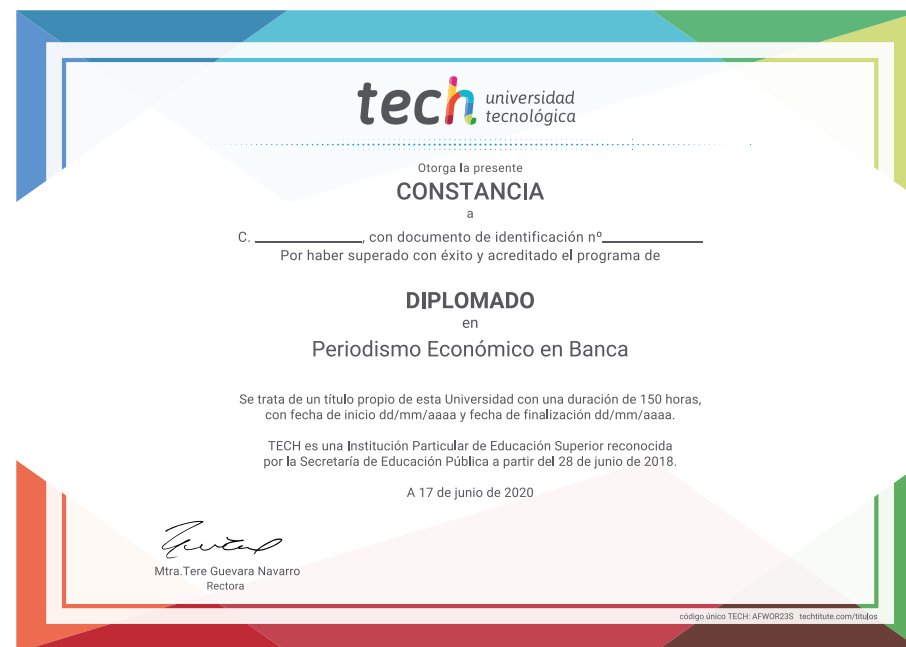 tech universidad
tecnológica
Otorga la presente
CONSTANCIA
a
C. ____________, con documento de identificación nº____________
Por haber superado con éxito y acreditado el programa de
DIPLOMADO
en
Periodismo Económico en Banca
Se trata de un título propio de esta Universidad con una duración de 150 horas,
con fecha de inicio dd/mm/aaaa y fecha de finalización dd/mm/aaaa.
TECH es una Institución Particular de Educación Superior reconocida
por la Secretaría de Educación Pública a partir del 28 de junio de 2018.
A 17 de junio de 2020
Mtra.Tere Guevara Navarro
Rectora
código único TECH: AFWOR23S techtitute.com/titulos